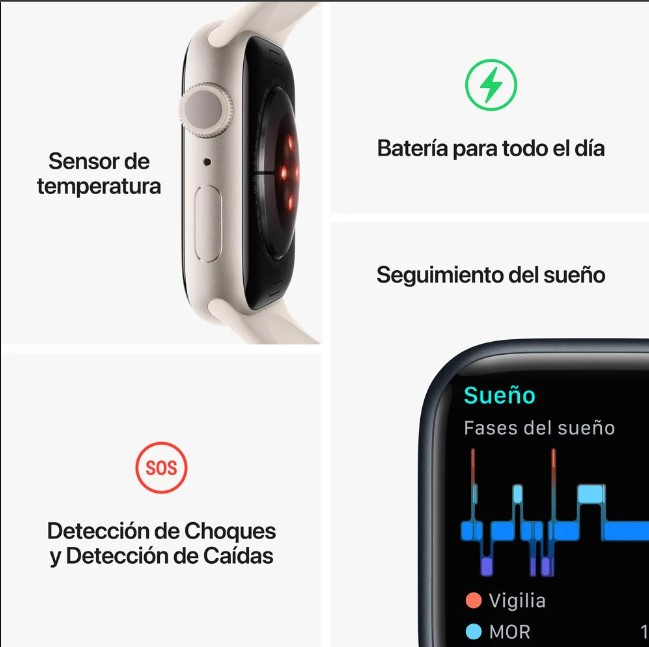 Sensor de
temperatura
Batería para todo el día
Seguimiento del sueño
Sueño
Fases del sueño
Vigilia
MOR
1
SOS
Detección de Choques
y Detección de Caídas